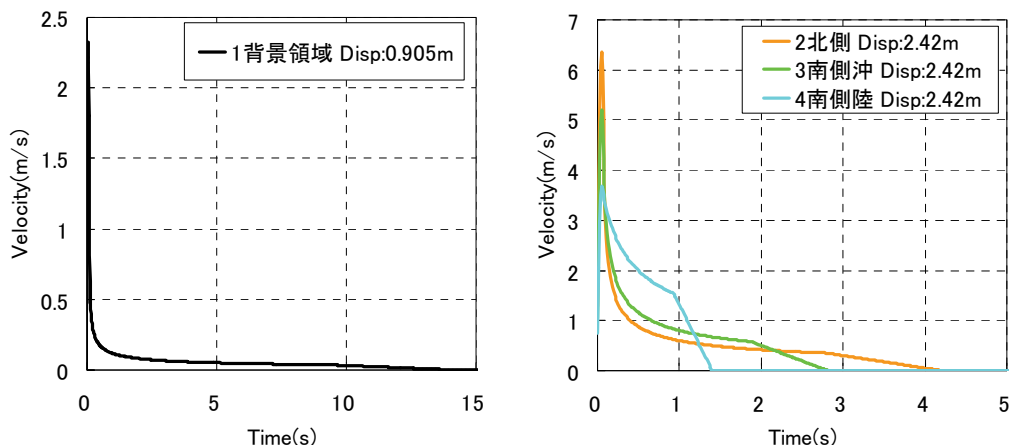 2.5
2
1.5
1
0.5
0
Velocity(m/s)
1背景領域 Disp:0.905m
0 5 10 15
Time(s)
7
6
5
4
3
2
1
0
Velocity(m/s)
2北側 Disp:2.42m
3南側沖 Disp:2.42m
4南側陸 Disp:2.42m
0 1 2 3 4 5
Time(s)